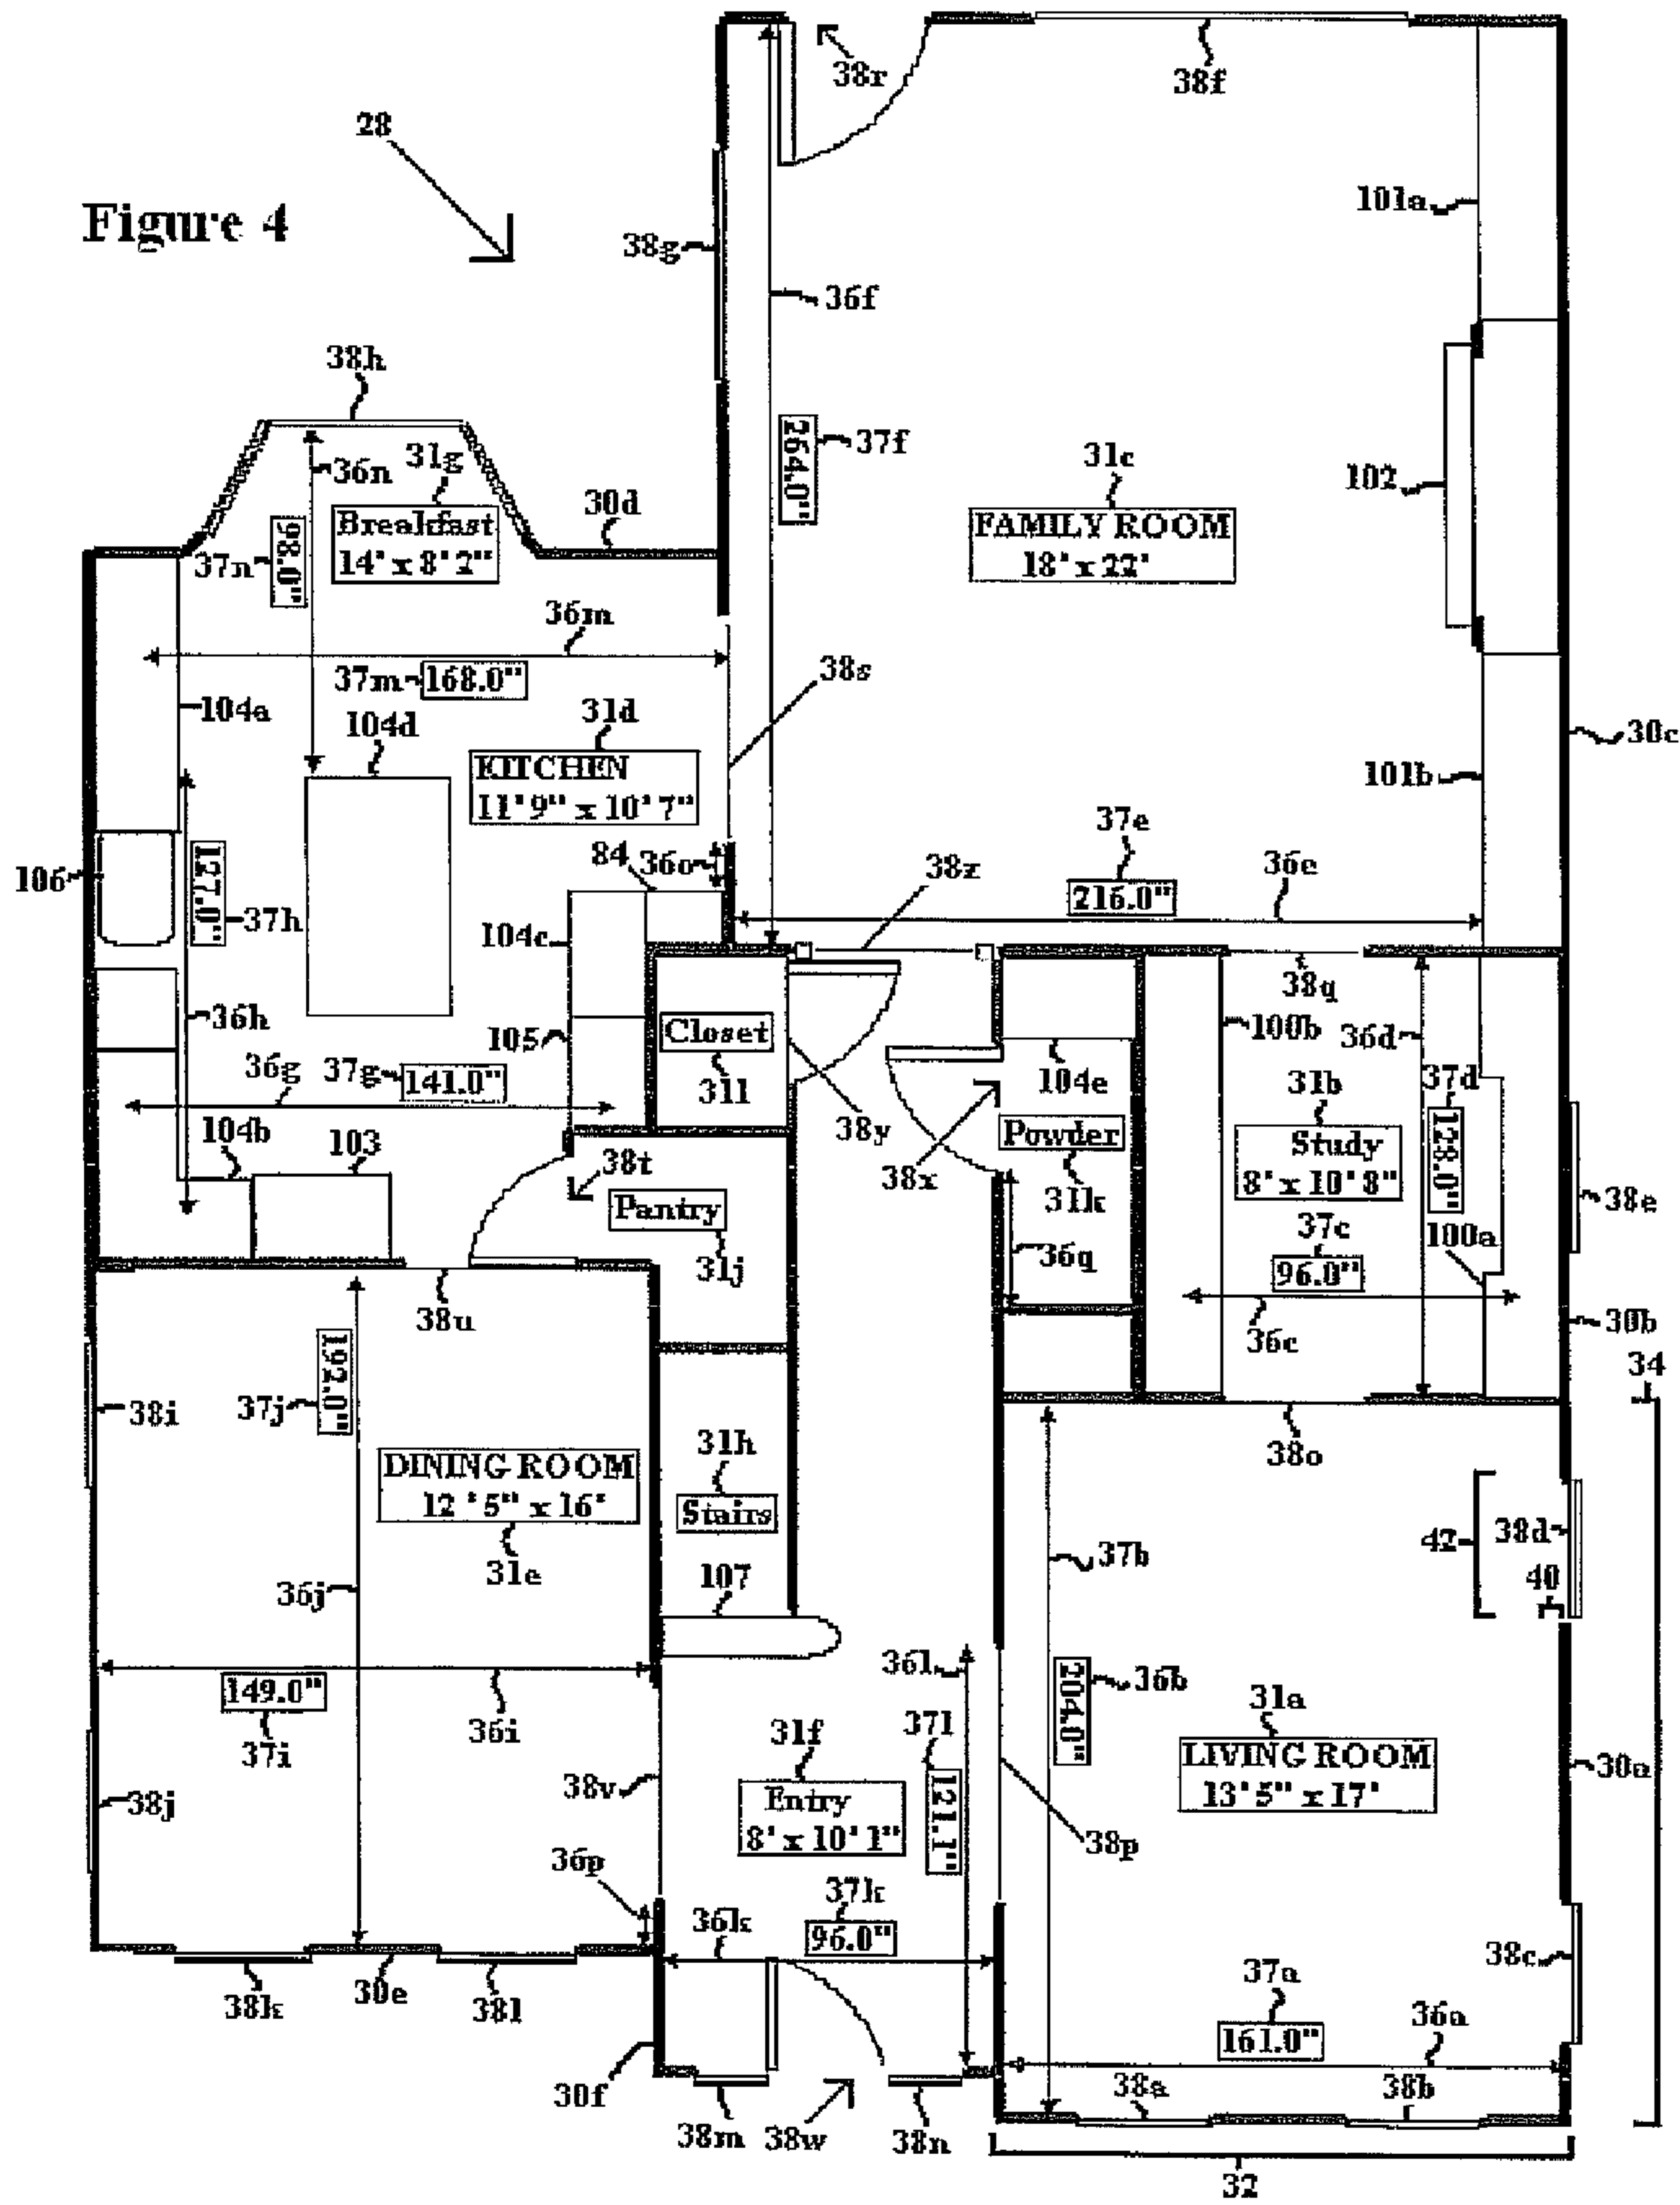 38r
38f
28
101a
Figure 4
38g
36f
38h
264.0"
37f
31g
36n
31c
102
Breakfast
14' x 8' 2"
30d
FAMILY ROOM
18' x 22'
98.0"
37n
36m
37m
168.0"
38s
104a
104d
31d
30c
KITCHEN
11' 9" x 10' 7"
101b
37e
84
36o
38z
36e
106
127.0"
37h
216.0"
104c
38q
36h
105
Closet
100b
36d
36g
37g
141.0"
31l
104e
31b
37d
104b
103
38y
Powder
Study
8' x 10' 8"
128.0"
38t
38x
38e
Pantry
31k
37c
100a
36q
96.0"
31j
38u
36c
30b
34
192.0"
37j
38i
31h
38o
DINING ROOM
12 '5" x 16'
Stairs
42
38d
31e
107
37b
40
36j
36l
204.0"
36b
31a
149.0"
37i
36i
31f
37l
LIVING ROOM
13' 5" x 17'
30a
38j
38v
Entry
8' x 10' 1"
121.1"
38p
36p
37k
36k
96.0"
38c
38k
30e
38l
37a
36a
161.0"
30f
38a
38b
38m
38w
38n
32